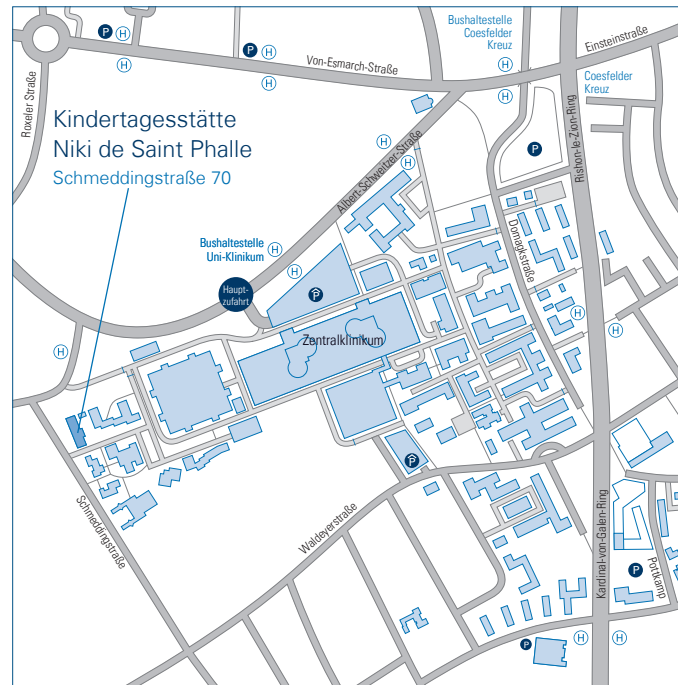 P
H
H
P
H
H
Von-Esmarch-Straße
Bushaltestelle
Coesfelder
Kreuz
H
H
Einsteinstraße
Coesfelder
Kreuz
Roxeler Straße
Kindertagesstätte
Niki de Saint Phalle
Schmeddingstraße 70
Albert-Schweitzer-Straße
H
H
P
Rishon-le-Zion-Ring
Domagkstraße
Bushaltestelle
Uni-Klinikum
H
H
Haupt-
zufahrt
P
Zentralklinikum
H
H
H
P
Schmeddingstraße
Waldeyerstraße
Kardinal-von-Galen-Ring
P
Pottkamp
P
H
H